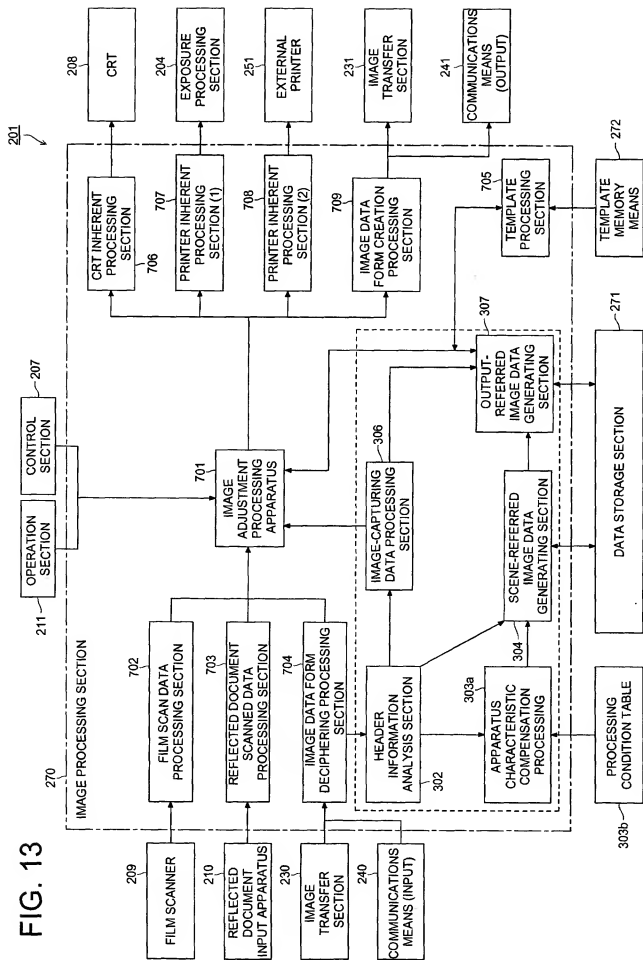 FIG. 13
201
211
OPERATION
SECTION
207
CONTROL
SECTION
270
IMAGE PROCESSING SECTION
209
FILM SCANNER
210
REFLECTED
DOCUMENT
INPUT APPARATUS
230
IMAGE
TRANSFER
SECTION
240
COMMUNICATIONS
MEANS (INPUT)
702
FILM SCAN DATA
PROCESSING SECTION
703
REFLECTED DOCUMENT
SCANNED DATA
PROCESSING SECTION
704
IMAGE DATA FORM
DECIPHERING PROCESSING
SECTION
701
IMAGE
ADJUSTMENT
PROCESSING
APPARATUS
CRT INHERENT
PROCESSING
SECTION
706
707
PRINTER INHERENT
PROCESSING
SECTION (1)
708
PRINTER INHERENT
PROCESSING
SECTION (2)
709
IMAGE DATA
FORM CREATION
PROCESSING
SECTION
208
CRT
204
EXPOSURE
PROCESSING
SECTION
251
EXTERNAL
PRINTER
231
IMAGE
TRANSFER
SECTION
241
COMMUNICATIONS
MEANS
(OUTPUT)
HEADER
INFORMATION
ANALYSIS SECTION
302
306
IMAGE-CAPTURING
DATA PROCESSING
SECTION
303a
APPARATUS
CHARACTERISTIC
COMPENSATION
PROCESSING
304
SCENE-REFERRED
IMAGE DATA
GENERATING SECTION
307
OUTPUT-
REFERRED
IMAGE DATA
GENERATING
SECTION
705
TEMPLATE
PROCESSING
SECTION
272
TEMPLATE
MEMORY
MEANS
PROCESSING
CONDITION TABLE
303b
271
DATA STORAGE SECTION